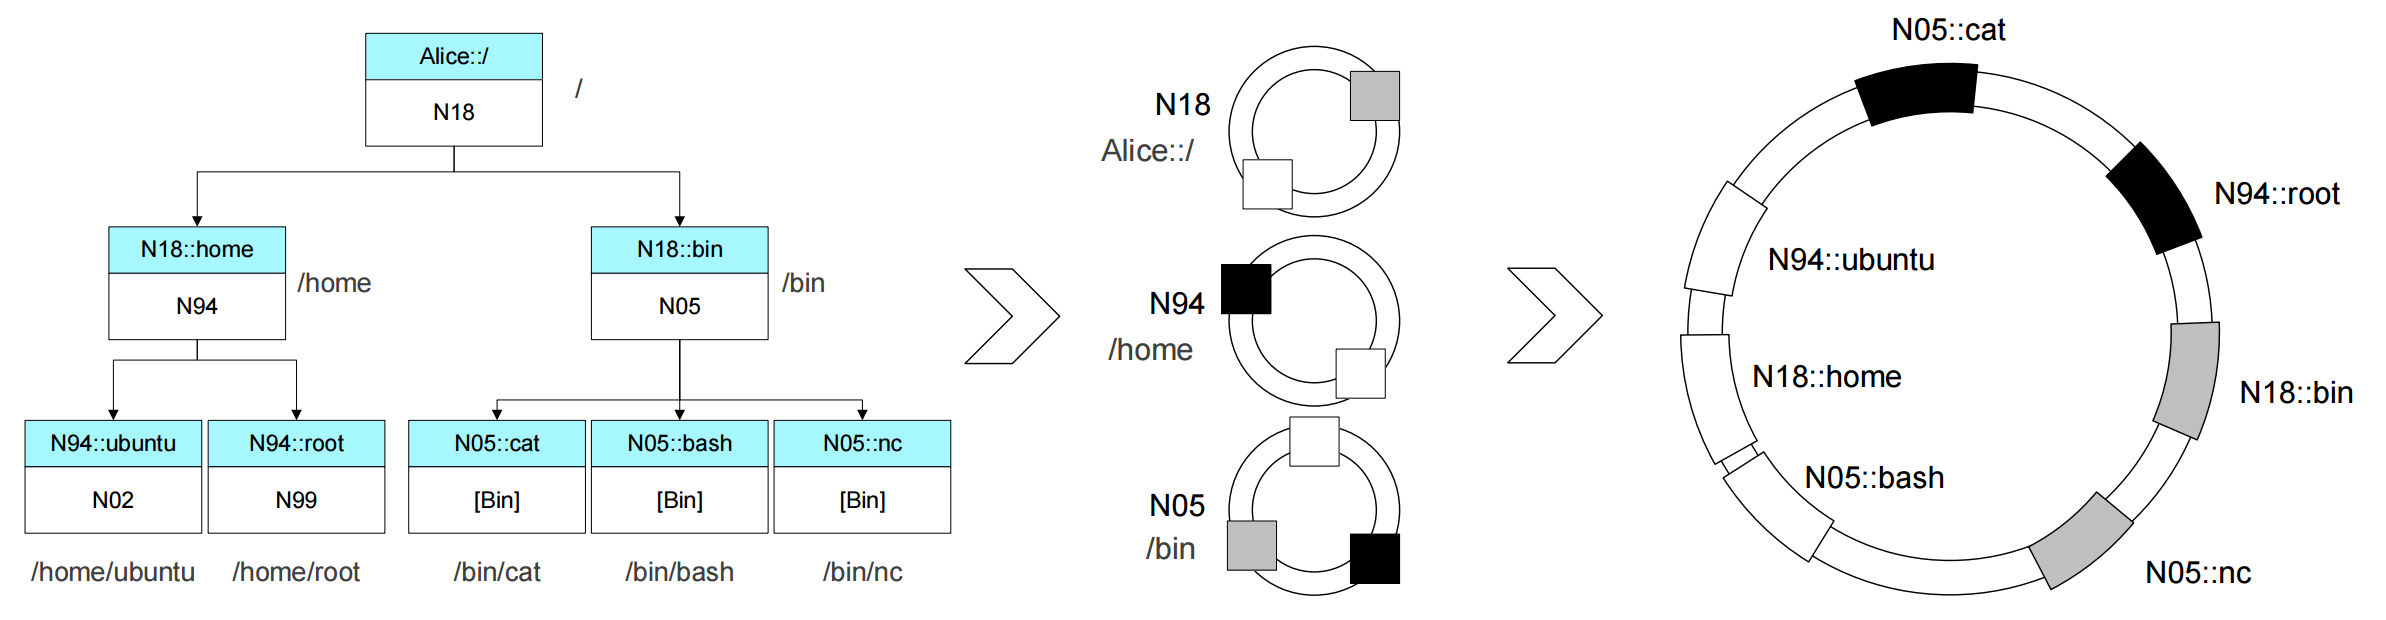 Alice::/
N18
/
N18::home
N94
/home
N18::bin
N05
/bin
N94::ubuntu
N02
/home/ubuntu
N94::root
N99
/home/root
N05::cat
[Bin]
/bin/cat
N05::bash
[Bin]
/bin/bash
N05::nc
[Bin]
/bin/nc
N18
Alice::/
N94
/home
N05
/bin
N05::cat
N94::root
N94::ubuntu
N18::home
N18::bin
N05::bash
N05::nc